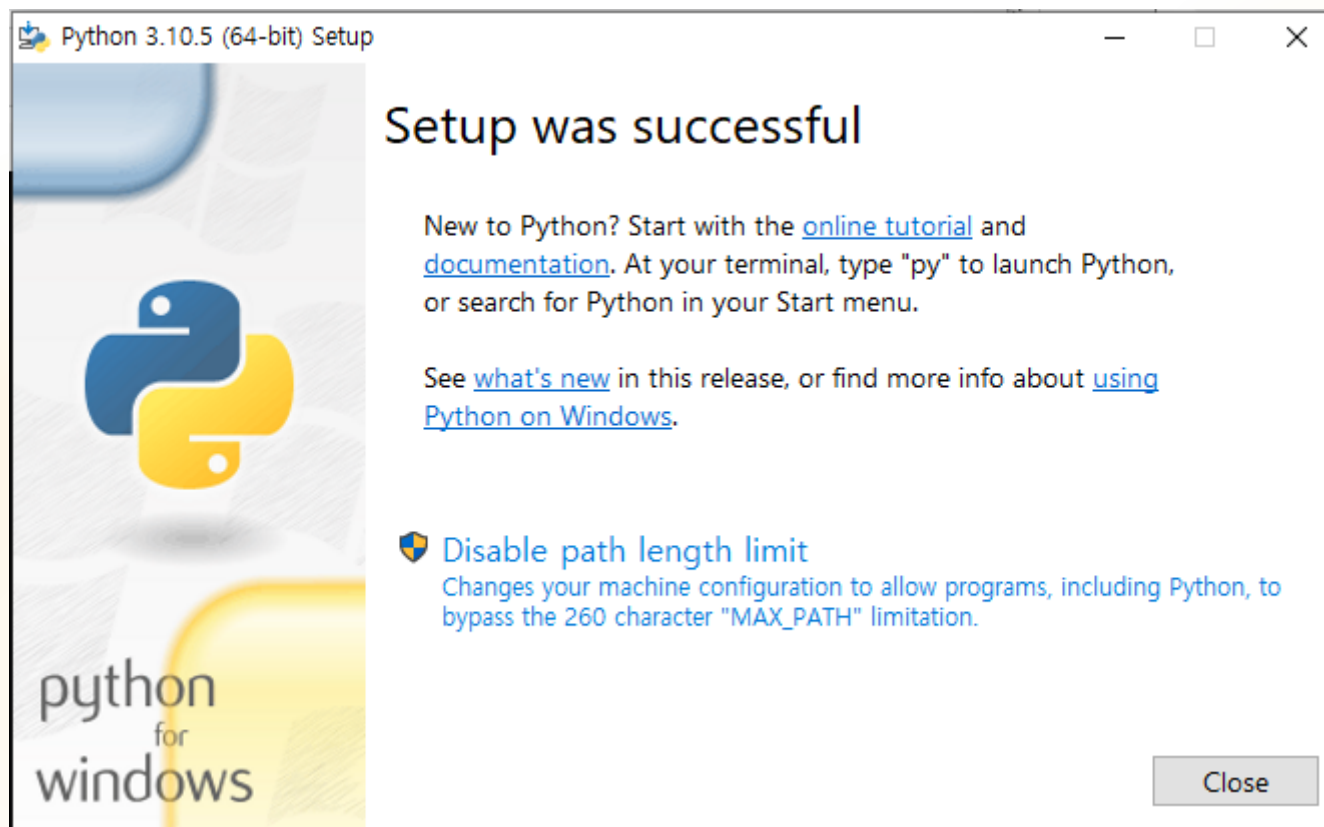 Python 3.10.5 (64-bit) Setup
Setup was successful
New to Python? Start with the online tutorial and
documentation. At your terminal, type "py" to launch Python,
or search for Python in your Start menu.
See what's new in this release, or find more info about using
Python on Windows.
Disable path length limit
Changes your machine configuration to allow programs, including Python, to
bypass the 260 character "MAX_PATH" limitation.
python
for
windows
Close